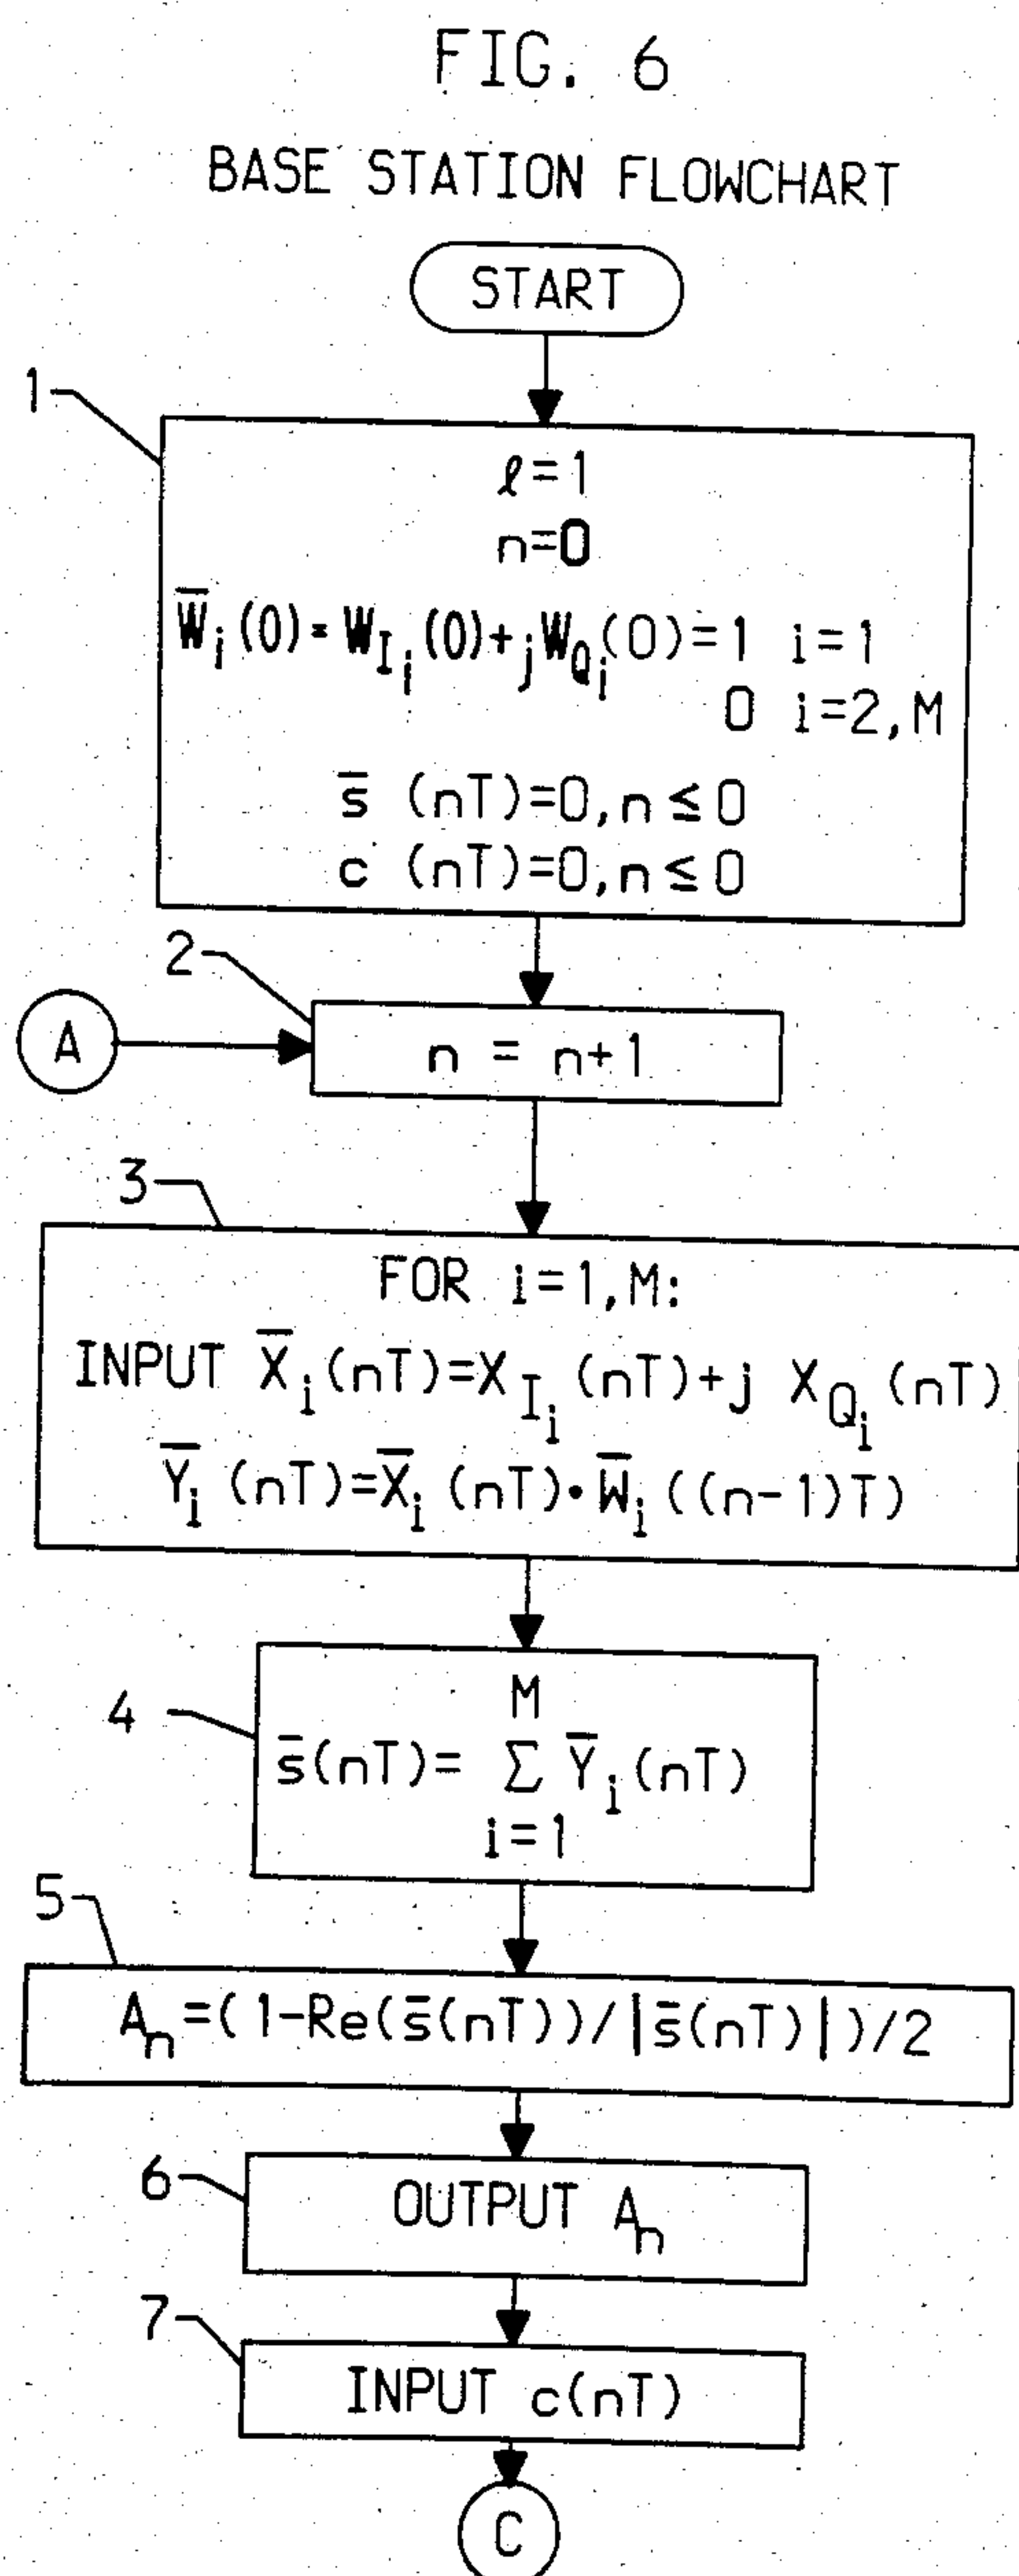 FIG. 6
BASE STATION FLOWCHART
START
1
ℓ=1
n=0
W̅i(0)=WIi(0)+jWQi(0)=1 i=1
0 i=2,M
s̅ (nT)=0,n≤0
c (nT)=0,n≤0
2
A
n = n+1
3
FOR i=1,M:
INPUT X̅i(nT)=XIi(nT)+j XQi(nT)
Y̅i(nT)=X̅i(nT)•W̅i((n-1)T)
4
M
s̅(nT)= Σ Y̅i(nT)
i=1
5
An=(1-Re(s̅(nT))/|s̅(nT)|)/2
6
OUTPUT An
7
INPUT c(nT)
C